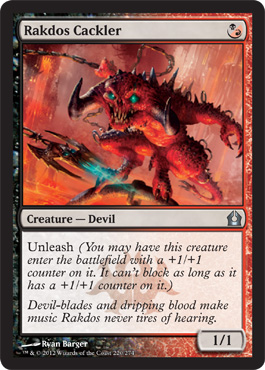 Rakdos Cackler
Creature — Devil
Unleash (You may have this creature
enter the battlefield with a +1/+1
counter on it. It can't block as long as it
has a +1/+1 counter on it.)
Devil-blades and dripping blood make
music Rakdos never tires of hearing.
Ryan Barger
™ & © 2012 Wizards of the Coast 220/274
1/1